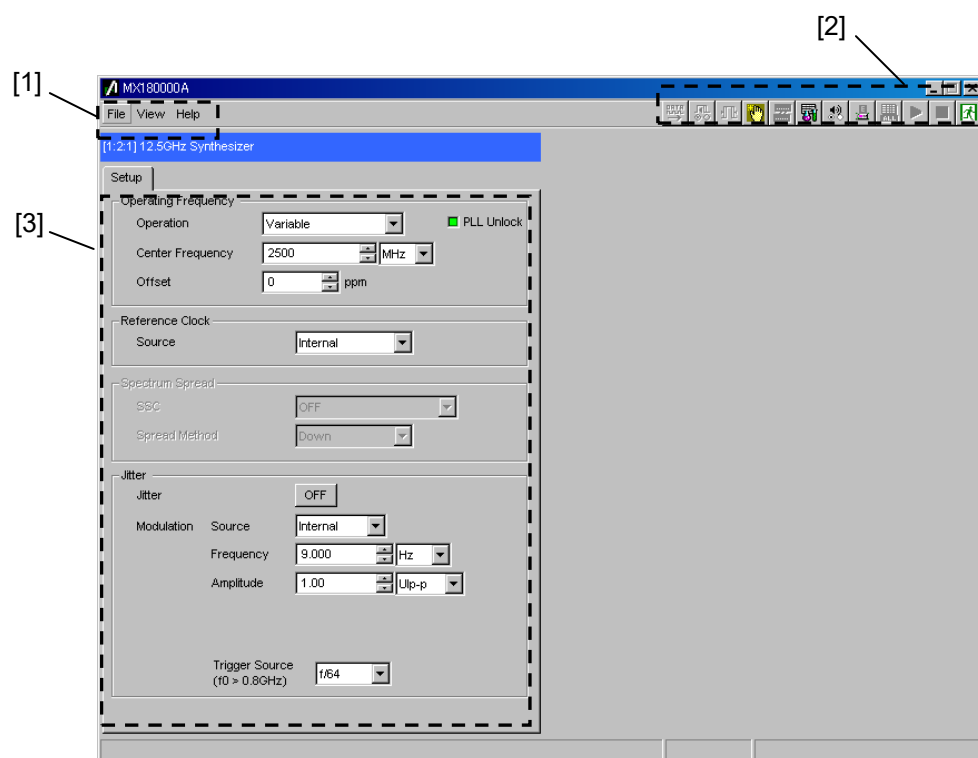 [2]
[1]
MX180000A
File View Help
[1:2:1] 12.5GHz Synthesizer
Setup
[3]
Operating Frequency
Operation Variable PLL Unlock
Center Frequency 2500 MHz
Offset 0 ppm
Reference Clock
Source Internal
Spectrum Spread
SSC OFF
Spread Method Down
Jitter
Jitter OFF
Modulation Source Internal
Frequency 9.000 Hz
Amplitude 1.00 UIp-p
Trigger Source f/64
(f0 > 0.8GHz)